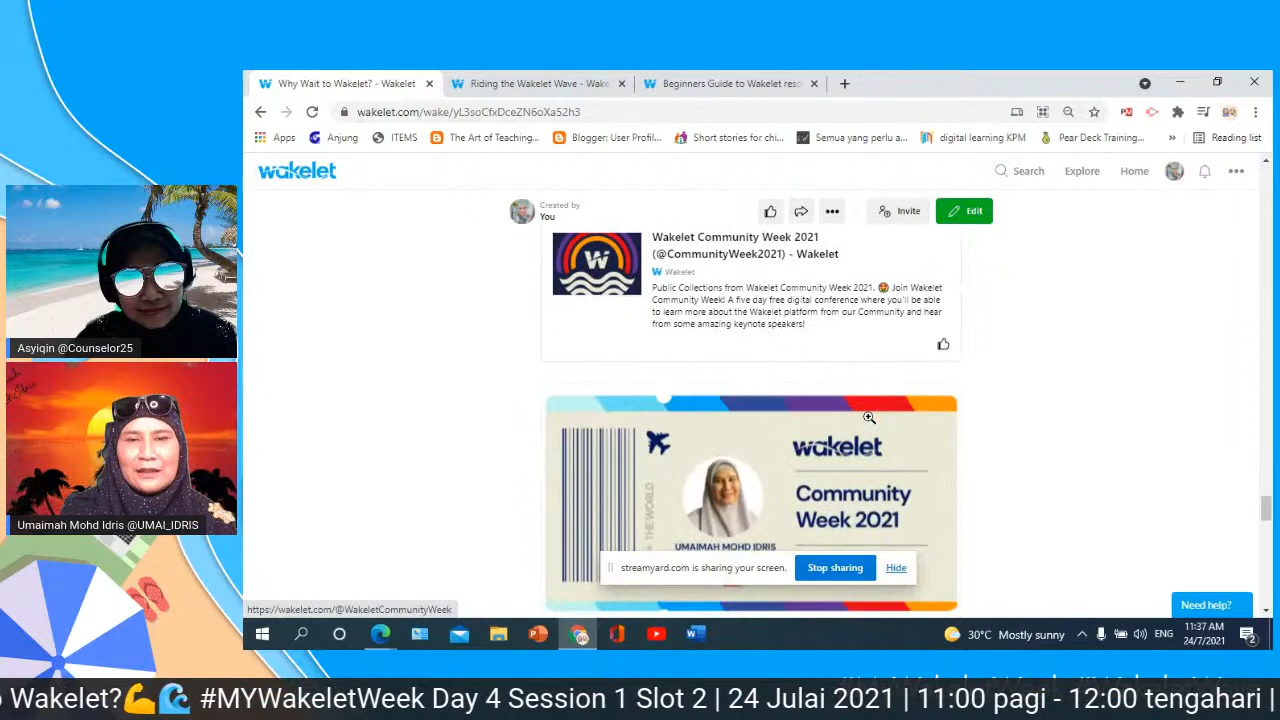 Why Wait to Wakelet? - Wakelet
Riding the Wakelet Wave - Wake
Beginners Guide to Wakelet reso
wakelet.com/wake/yL3soCfxDceZN6oXa52h3
Apps
Anjung
ITEMS
The Art of Teaching...
Blogger: User Profil...
Short stories for chi...
Semua yang perlu a...
digital learning KPM
Pear Deck Training...
»
Reading list
wakelet
Search
Explore
Home
Created by
You
Invite
Edit
Wakelet Community Week 2021
(@CommunityWeek2021) - Wakelet
Wakelet
Public Collections from Wakelet Community Week 2021. 🤩 Join Wakelet
Community Week! A five day free digital conference where you'll be able
to learn more about the Wakelet platform from our Community and hear
from some amazing keynote speakers!
Asyiqin @Counselor25
Umaimah Mohd Idris @UMAI_IDRIS
THE WORLD
wakelet
Community
Week 2021
UMAIMAH MOHD IDRIS
streamyard.com is sharing your screen.
Stop sharing
Hide
https://wakelet.com/@WakeletCommunityWeek
Need help?
30°C Mostly sunny
ENG
11:37 AM
24/7/2021
2
o Wakelet?💪🌊 #MYWakeletWeek Day 4 Session 1 Slot 2 | 24 Julai 2021 | 11:00 pagi - 12:00 tengahari |